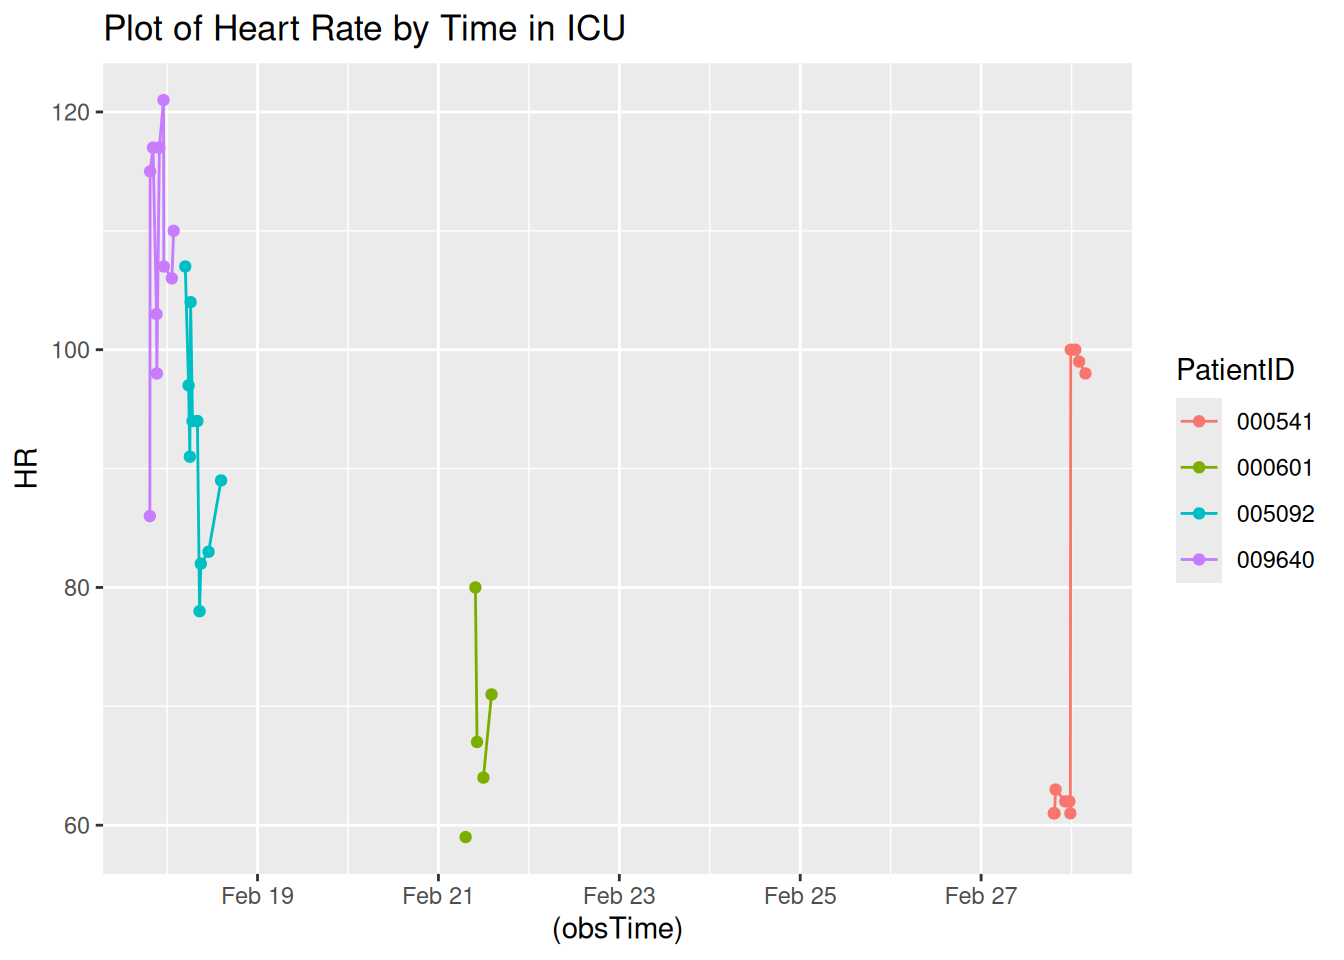 Plot of Heart Rate by Time in ICU
120
100
80
60
HR
Feb 19
Feb 21
Feb 23
Feb 25
Feb 27
(obsTime)
PatientID
000541
000601
005092
009640